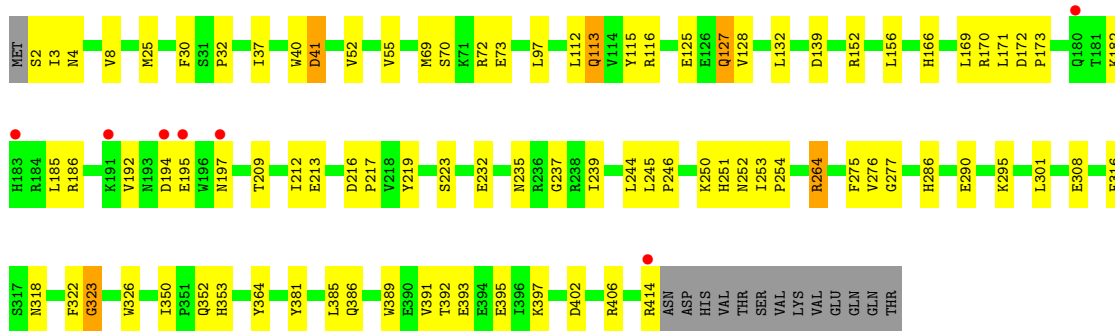 MET S2 I3 N4 V8 M25 F30 S31 P32 I37 W40 D41 V52 V55 M69 S70 K71 R72 E73 L97 L112 Q113 V114 Y115 R116 E125 E126 Q127 V128 L132 D139 R152 L156 H166 L169 R170 L171 D172 P173 Q180 T181 K182
H183 R184 L185 R186 K191 V192 N193 D194 E195 W196 N197 T209 I212 E213 D216 P217 V218 Y219 S223 E232 N235 R236 G237 R238 I239 L244 L245 P246 K250 H251 N252 I253 P254 R264 F275 V276 G277 H286 E290 K295 L301 E308
S317 N318 F322 G323 W326 I350 P351 Q352 H353 Y364 Y381 L385 Q386 W389 E390 V391 T392 E393 E394 E395 I396 K397 D402 R406 R414 ASN ASP HIS VAL THR SER VAL LYS VAL GLU GLN GLN THR